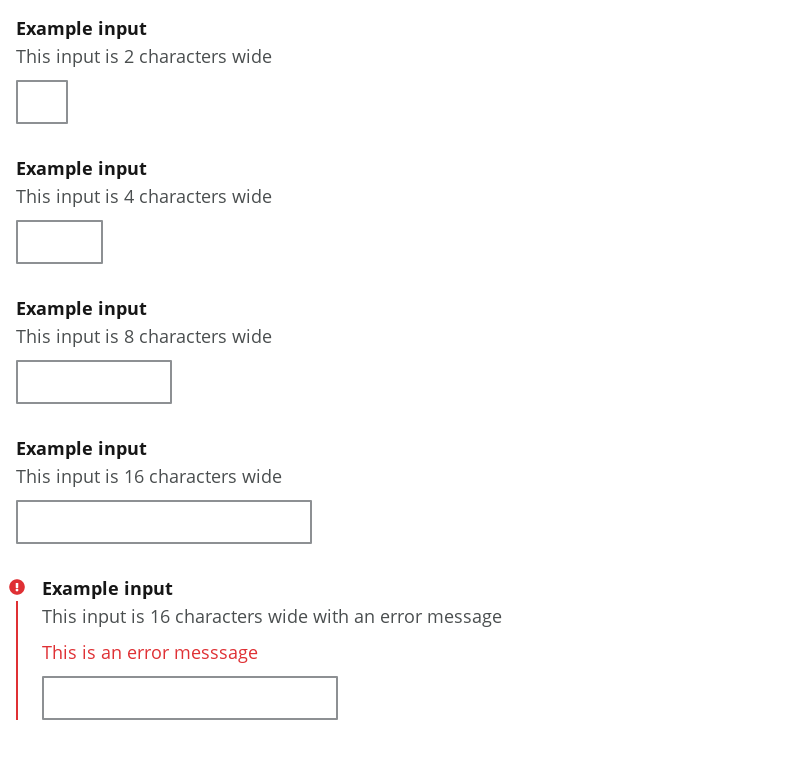 Example input
This input is 2 characters wide
Example input
This input is 4 characters wide
Example input
This input is 8 characters wide
Example input
This input is 16 characters wide
Example input
This input is 16 characters wide with an error message
This is an error messsage